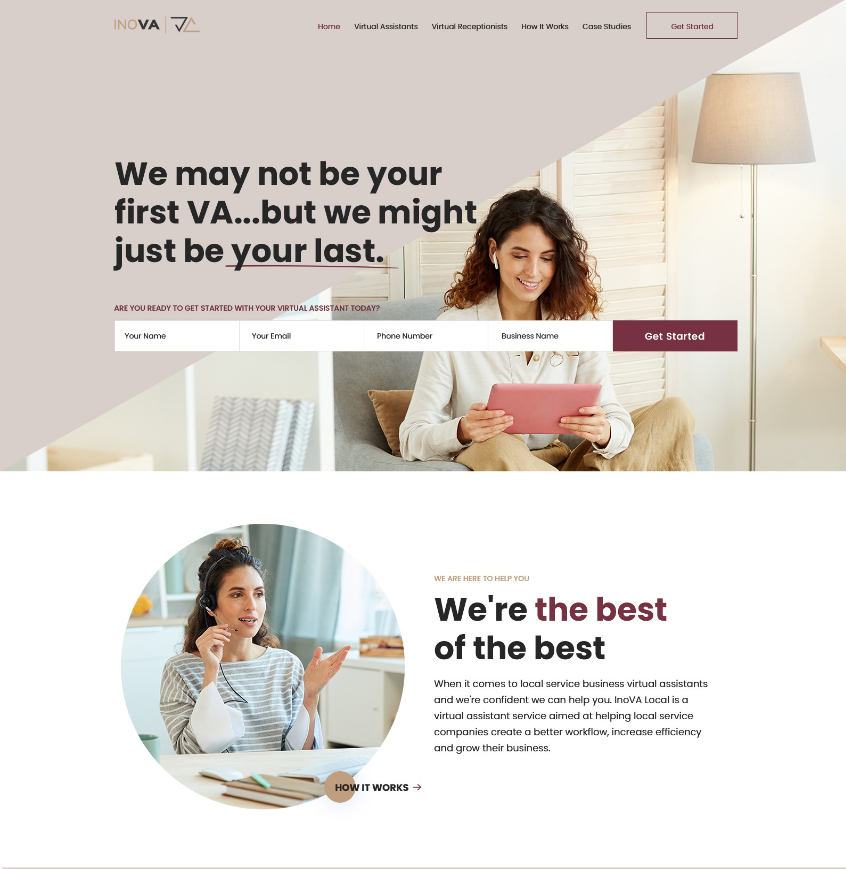 INOVA
Home Virtual Assistants Virtual Receptionists How It Works Case Studies Get Started
We may not be your
first VA...but we might
just be your last.
ARE YOU READY TO GET STARTED WITH YOUR VIRTUAL ASSISTANT TODAY?
Your Name Your Email Phone Number Business Name Get Started
WE ARE HERE TO HELP YOU
We're the best
of the best
When it comes to local service business virtual assistants
and we're confident we can help you. InoVA Local is a
virtual assistant service aimed at helping local service
companies create a better workflow, increase efficiency
and grow their business.
HOW IT WORKS →